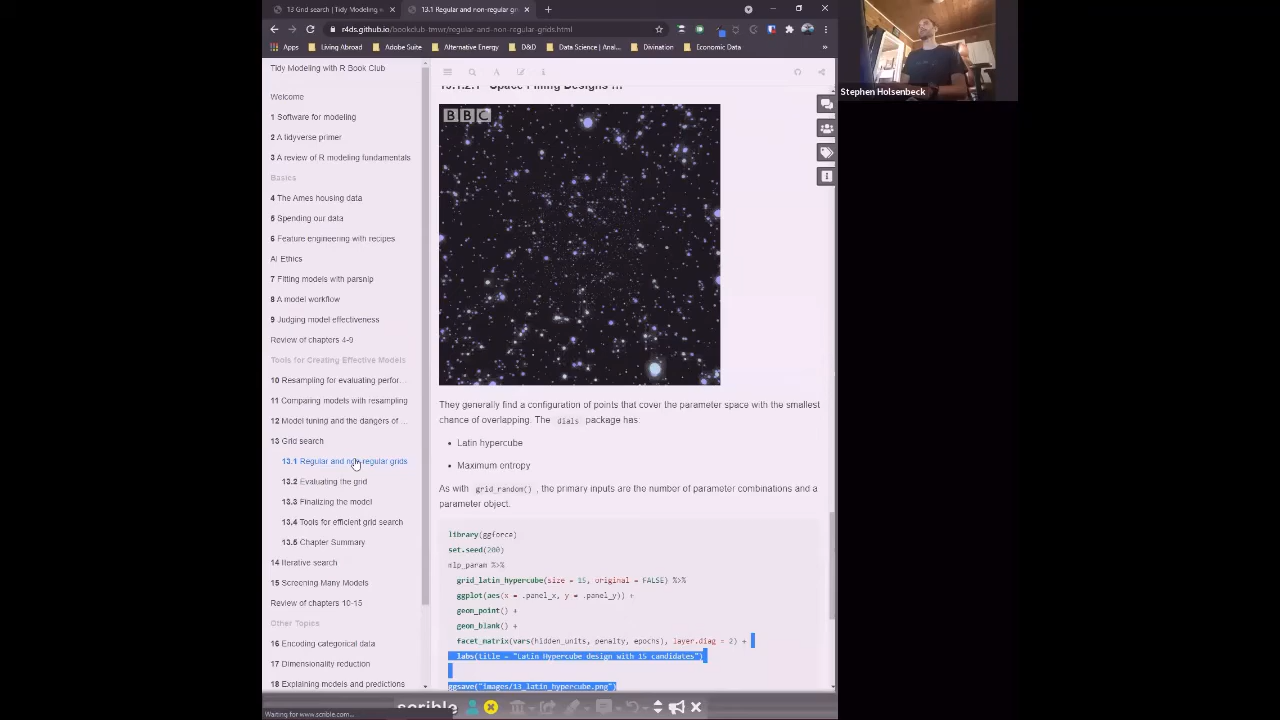 13 Grid search | Tidy Modeling w
13.1 Regular and non-regular gri
r4ds.github.io/bookclub-tmwr/regular-and-non-regular-grids.html
Apps
Living Abroad
Adobe Suite
Alternative Energy
D&D
Data Science | Anal...
Divination
Economic Data
Stephen Holsenbeck
Tidy Modeling with R Book Club
Welcome
1 Software for modeling
2 A tidyverse primer
3 A review of R modeling fundamentals
Basics
4 The Ames housing data
5 Spending our data
6 Feature engineering with recipes
AI Ethics
7 Fitting models with parsnip
8 A model workflow
9 Judging model effectiveness
Review of chapters 4-9
Tools for Creating Effective Models
10 Resampling for evaluating perfor...
11 Comparing models with resampling
12 Model tuning and the dangers of ...
13 Grid search
13.1 Regular and non-regular grids
13.2 Evaluating the grid
13.3 Finalizing the model
13.4 Tools for efficient grid search
13.5 Chapter Summary
14 Iterative search
15 Screening Many Models
Review of chapters 10-15
Other Topics
16 Encoding categorical data
17 Dimensionality reduction
18 Explaining models and predictions
13.1.2.1 Space Filling Designs !!!
BBC
They generally find a configuration of points that cover the parameter space with the smallest
chance of overlapping. The dials package has:
• Latin hypercube
• Maximum entropy
As with grid_random(), the primary inputs are the number of parameter combinations and a
parameter object.
library(ggforce)
set.seed(200)
mlp_param %>%
grid_latin_hypercube(size = 15, original = FALSE) %>%
ggplot(aes(x = .panel_x, y = .panel_y)) +
geom_point() +
geom_blank() +
facet_matrix(vars(hidden_units, penalty, epochs), layer.diag = 2) +
labs(title = "Latin Hypercube design with 15 candidates")
ggsave("images/13_latin_hypercube.png")
scrible
Waiting for www.scrible.com...